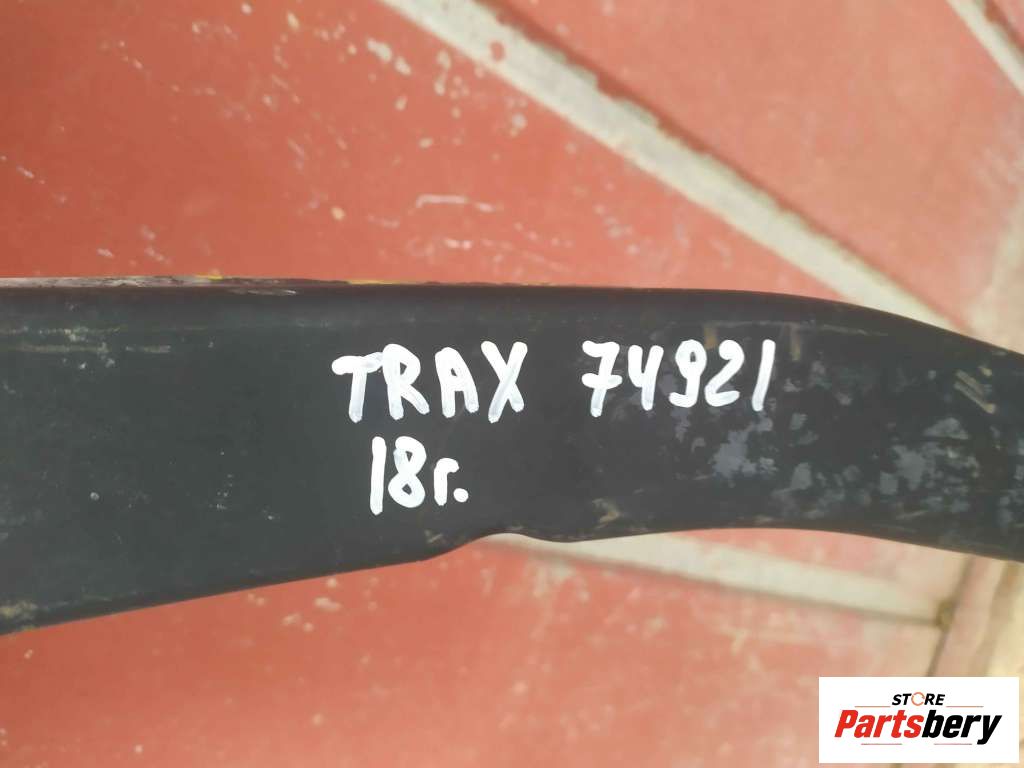 TRAX 74921
18г.
STORE
Partsbery